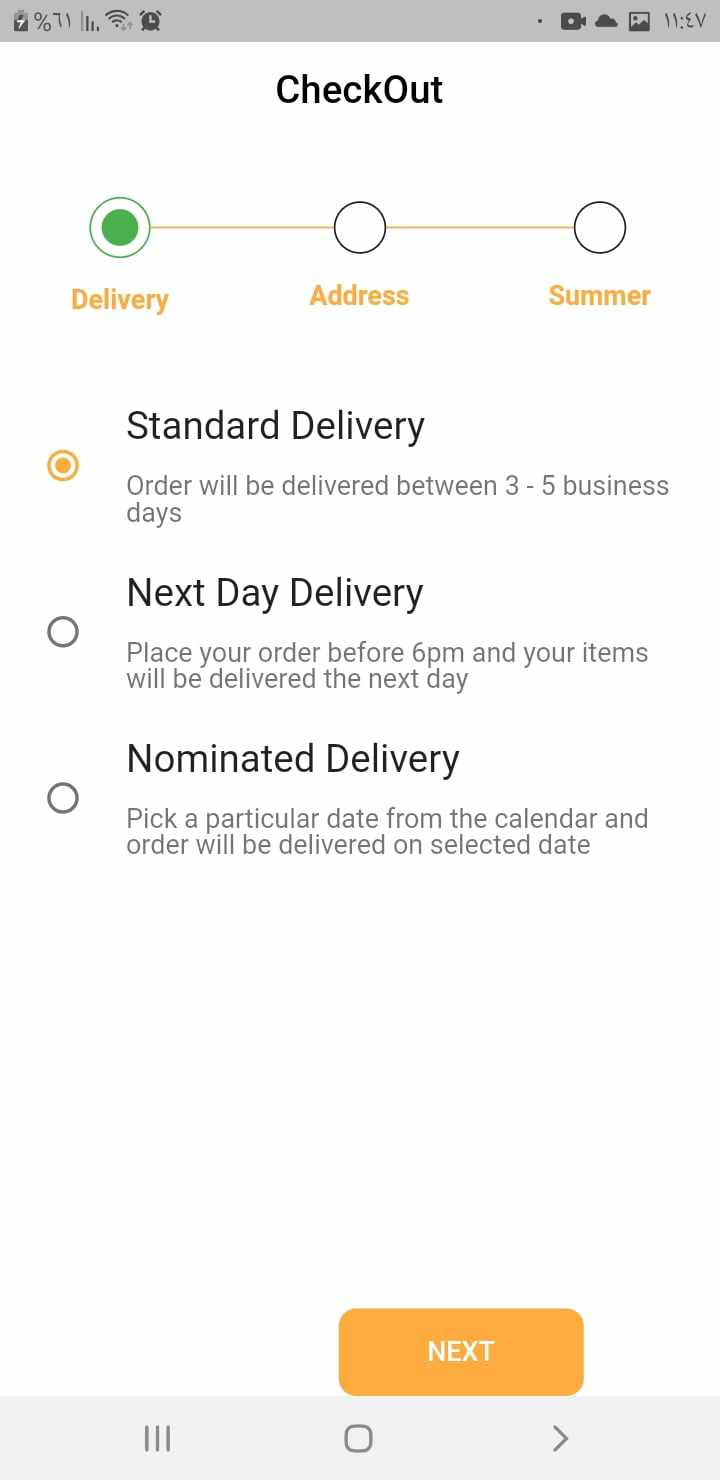 %٦١
١١:٤٧
CheckOut
Delivery
Address
Summer
Standard Delivery
Order will be delivered between 3 - 5 business
days
Next Day Delivery
Place your order before 6pm and your items
will be delivered the next day
Nominated Delivery
Pick a particular date from the calendar and
order will be delivered on selected date
NEXT